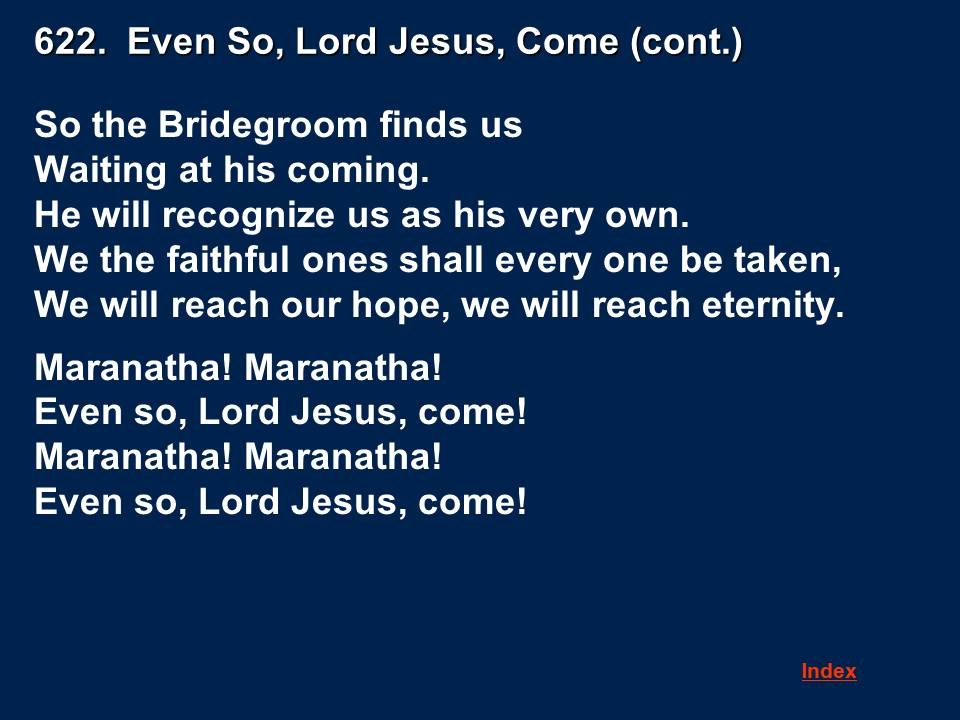 622.  Even So, Lord Jesus, Come (cont.)
So the Bridegroom finds us
Waiting at his coming.
He will recognize us as his very own.
We the faithful ones shall every one be taken,
We will reach our hope, we will reach eternity.
Maranatha! Maranatha!
Even so, Lord Jesus, come!
Maranatha! Maranatha!
Even so, Lord Jesus, come!
Index